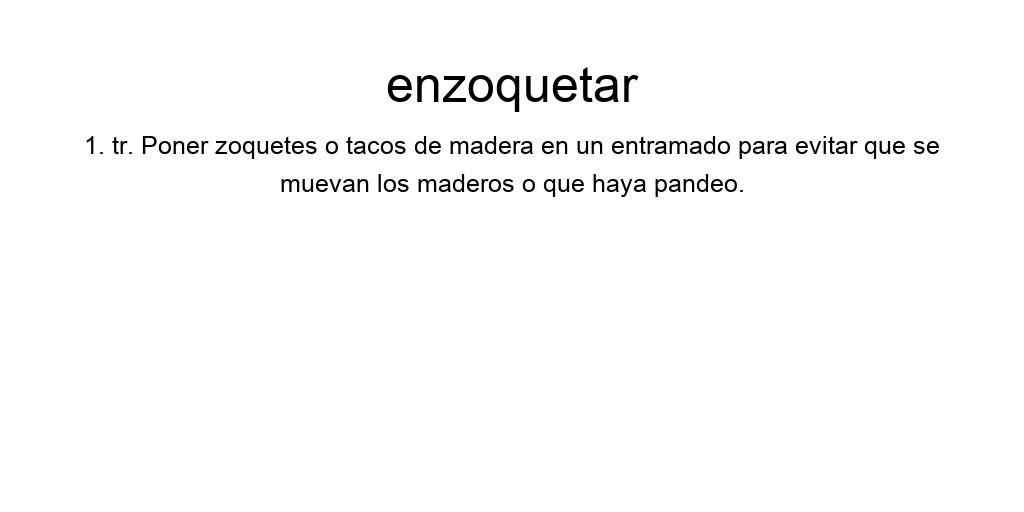 enzoquetar
1. tr. Poner zoquetes o tacos de madera en un entramado para evitar que se
muevan los maderos o que haya pandeo.